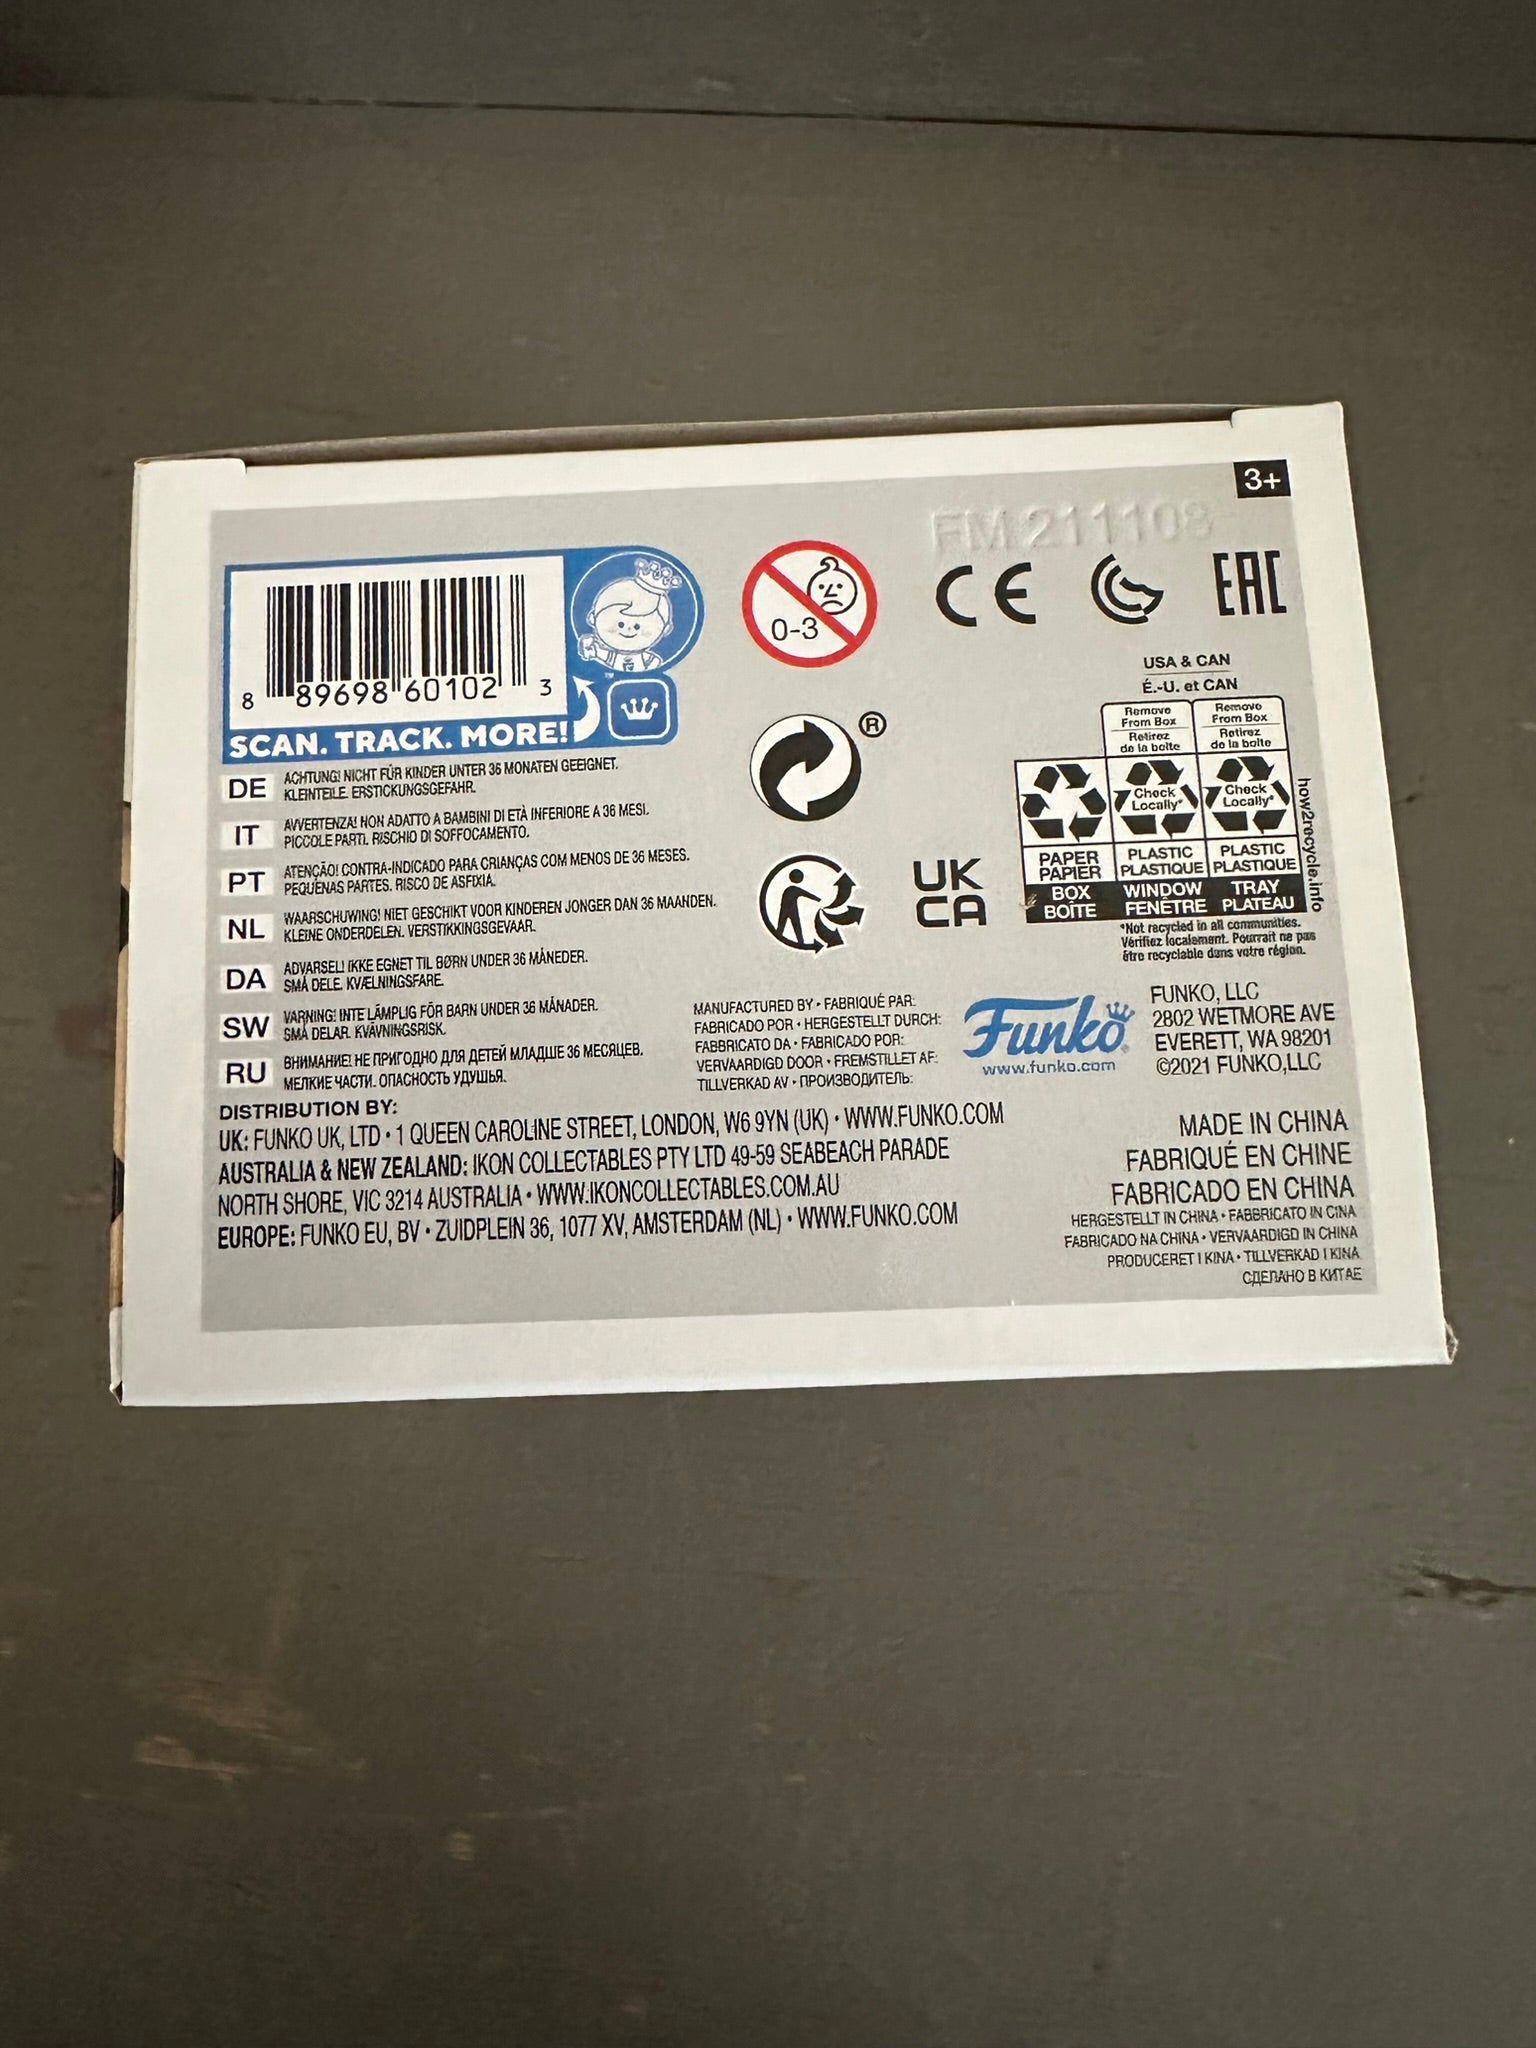 3+
FM 211108
8 89698 60102 3
SCAN. TRACK. MORE!
TM
0-3
CE
EAC
USA & CAN
É.-U. et CAN
Remove
From Box
Retirez
de la boîte
Remove
From Box
Retirez
de la boîte
Check
Locally*
Check
Locally*
PAPER
PAPIER
PLASTIC
PLASTIQUE
PLASTIC
PLASTIQUE
BOX
BOÎTE
WINDOW
FENÊTRE
TRAY
PLATEAU
how2recycle.info
*Not recycled in all communities.
Vérifiez localement. Pourrait ne pas
être recyclable dans votre région.
®
UK
CA
DE ACHTUNG! NICHT FÜR KINDER UNTER 36 MONATEN GEEIGNET.
KLEINTEILE. ERSTICKUNGSGEFAHR.
IT AVVERTENZA! NON ADATTO A BAMBINI DI ETÀ INFERIORE A 36 MESI.
PICCOLE PARTI. RISCHIO DI SOFFOCAMENTO.
PT ATENÇÃO! CONTRA-INDICADO PARA CRIANÇAS COM MENOS DE 36 MESES.
PEQUENAS PARTES. RISCO DE ASFIXIA.
NL WAARSCHUWING! NIET GESCHIKT VOOR KINDEREN JONGER DAN 36 MAANDEN.
KLEINE ONDERDELEN. VERSTIKKINGSGEVAAR.
DA ADVARSEL! IKKE EGNET TIL BØRN UNDER 36 MÅNEDER.
SMÅ DELE. KVÆLNINGSFARE.
SW VARNING! INTE LÄMPLIG FÖR BARN UNDER 36 MÅNADER.
SMÅ DELAR. KVÄVNINGSRISK.
RU ВНИМАНИЕ! НЕ ПРИГОДНО ДЛЯ ДЕТЕЙ МЛАДШЕ 36 МЕСЯЦЕВ.
МЕЛКИЕ ЧАСТИ. ОПАСНОСТЬ УДУШЬЯ.
MANUFACTURED BY • FABRIQUÉ PAR:
FABRICADO POR • HERGESTELLT DURCH:
FABBRICATO DA • FABRICADO POR:
VERVAARDIGD DOOR • FREMSTILLET AF:
TILLVERKAD AV • ПРОИЗВОДИТЕЛЬ:
Funko
www.funko.com
FUNKO, LLC
2802 WETMORE AVE
EVERETT, WA 98201
©2021 FUNKO,LLC
DISTRIBUTION BY:
UK: FUNKO UK, LTD • 1 QUEEN CAROLINE STREET, LONDON, W6 9YN (UK) • WWW.FUNKO.COM
AUSTRALIA & NEW ZEALAND: IKON COLLECTABLES PTY LTD 49-59 SEABEACH PARADE
NORTH SHORE, VIC 3214 AUSTRALIA • WWW.IKONCOLLECTABLES.COM.AU
EUROPE: FUNKO EU, BV • ZUIDPLEIN 36, 1077 XV, AMSTERDAM (NL) • WWW.FUNKO.COM
MADE IN CHINA
FABRIQUÉ EN CHINE
FABRICADO EN CHINA
HERGESTELLT IN CHINA • FABBRICATO IN CINA
FABRICADO NA CHINA • VERVAARDIGD IN CHINA
PRODUCERET I KINA • TILLVERKAD I KINA
СДЕЛАНО В КИТАЕ